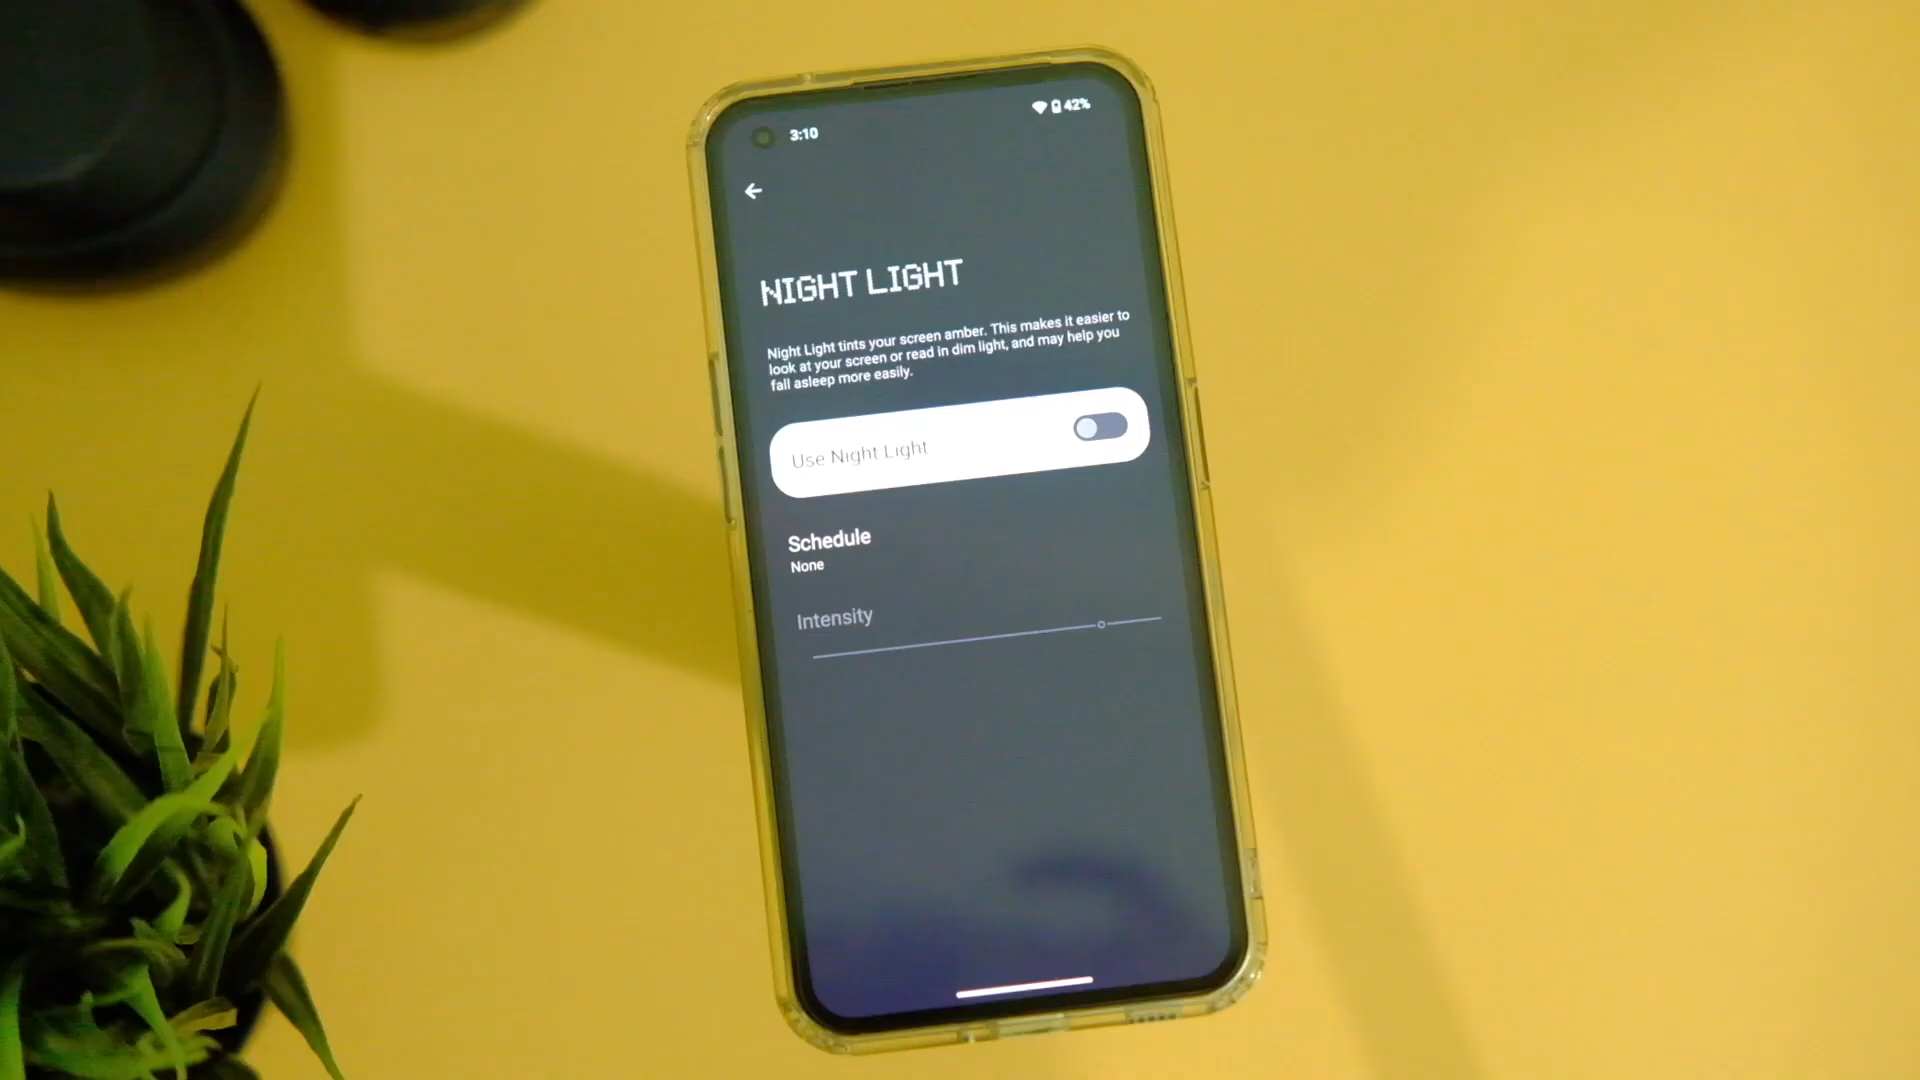 3:10
42%
NIGHT LIGHT
Night Light tints your screen amber. This makes it easier to
look at your screen or read in dim light, and may help you
fall asleep more easily.
Use Night Light
Schedule
None
Intensity